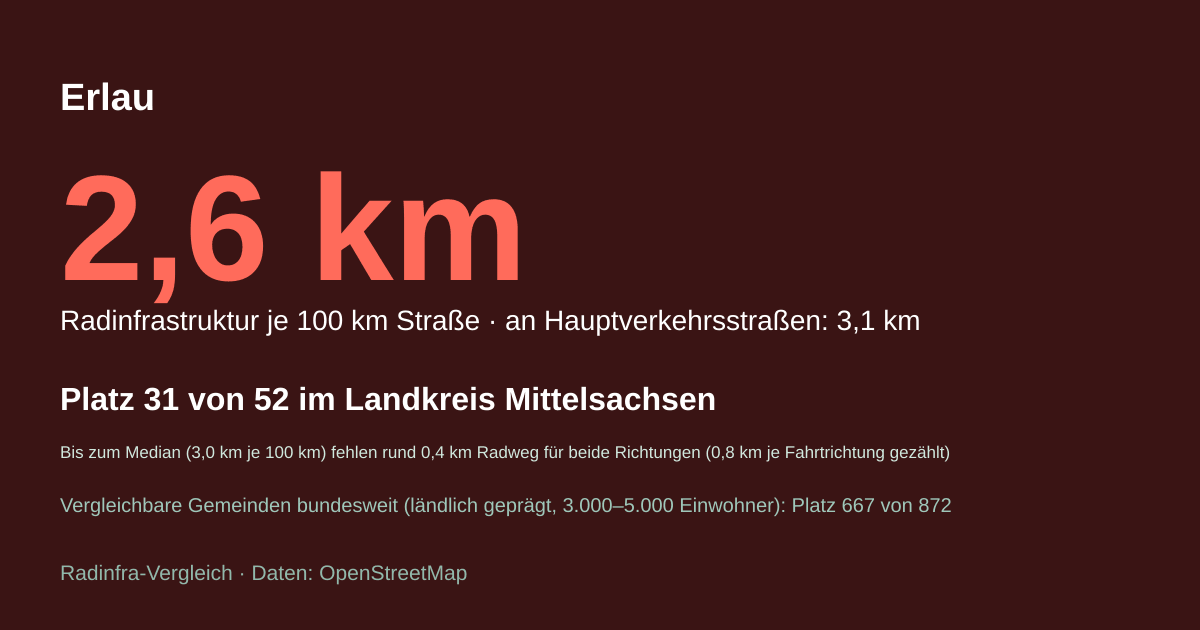 Erlau
2,6 km
Radinfrastruktur je 100 km Straße · an Hauptverkehrsstraßen: 3,1 km
Platz 31 von 52 im Landkreis Mittelsachsen
Bis zum Median (3,0 km je 100 km) fehlen rund 0,4 km Radweg für beide Richtungen (0,8 km je Fahrtrichtung gezählt)
Vergleichbare Gemeinden bundesweit (ländlich geprägt, 3.000–5.000 Einwohner): Platz 667 von 872
Radinfra-Vergleich · Daten: OpenStreetMap